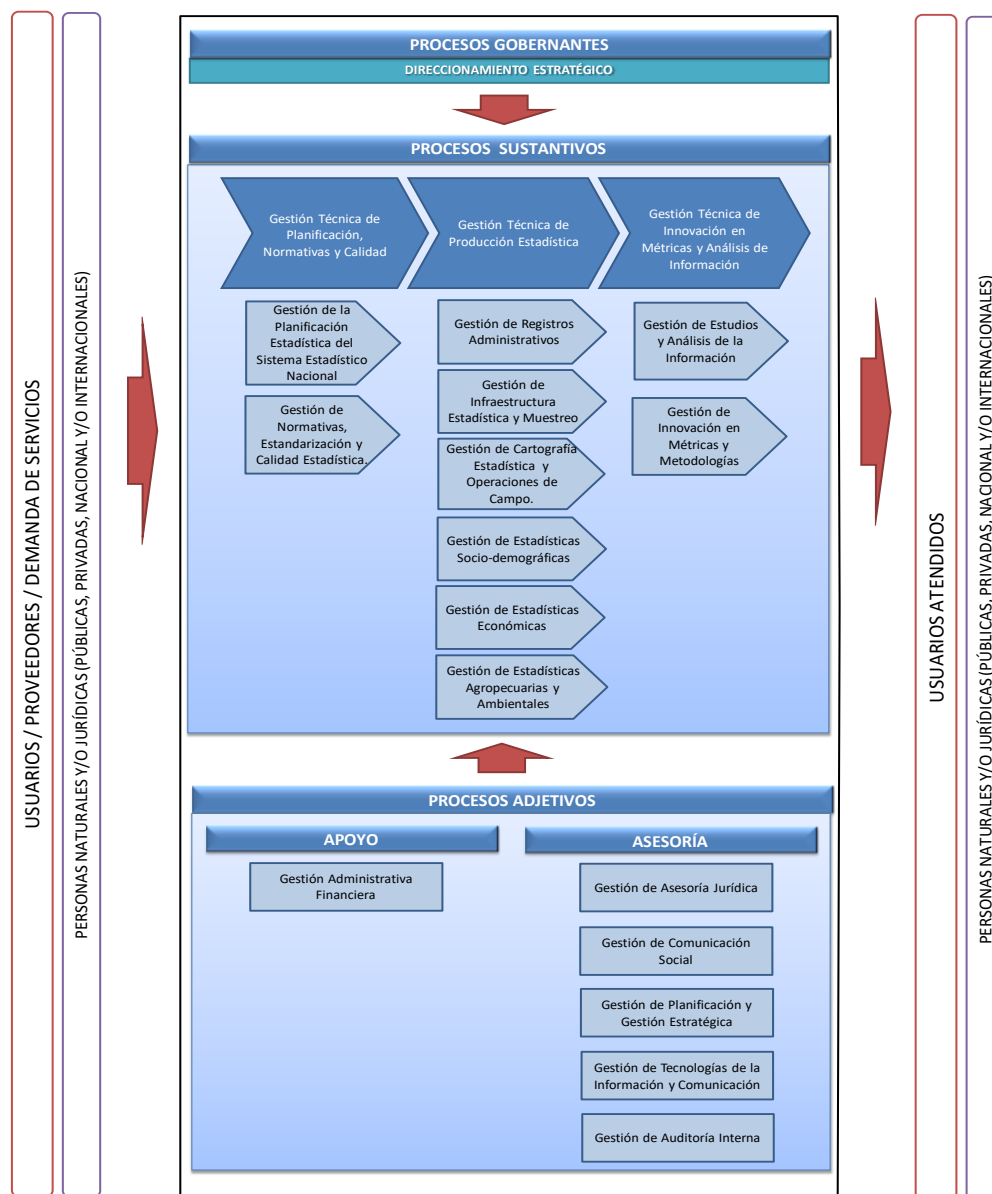 USUARIOS / PROVEEDORES / DEMANDA DE SERVICIOS
PERSONAS NATURALES Y/O JURÍDICAS (PÚBLICAS, PRIVADAS, NACIONAL Y/O INTERNACIONALES)
PROCESOS GOBERNANTES
DIRECCIONAMIENTO ESTRATÉGICO
PROCESOS SUSTANTIVOS
Gestión Técnica de
Planificación,
Normativas y Calidad
Gestión Técnica de
Producción Estadística
Gestión Técnica de
Innovación en
Métricas y Análisis de
Información
Gestión de la
Planificación
Estadística del
Sistema Estadístico
Nacional
Gestión de
Normativas,
Estandarización y
Calidad Estadística.
Gestión de Registros
Administrativos
Gestión de
Infraestructura
Estadística y Muestreo
Gestión de Cartografía
Estadística y
Operaciones de
Campo.
Gestión de Estadísticas
Socio-demográficas
Gestión de Estadísticas
Económicas
Gestión de Estadísticas
Agropecuarias y
Ambientales
Gestión de Estudios
y Análisis de la
Información
Gestión de
Innovación en
Métricas y
Metodologías
PROCESOS ADJETIVOS
APOYO
Gestión Administrativa
Financiera
ASESORÍA
Gestión de Asesoría Jurídica
Gestión de Comunicación
Social
Gestión de Planificación y
Gestión Estratégica
Gestión de Tecnologías de la
Información y Comunicación
Gestión de Auditoría Interna
USUARIOS ATENDIDOS
PERSONAS NATURALES Y/O JURÍDICAS (PÚBLICAS, PRIVADAS, NACIONAL Y/O INTERNACIONALES)